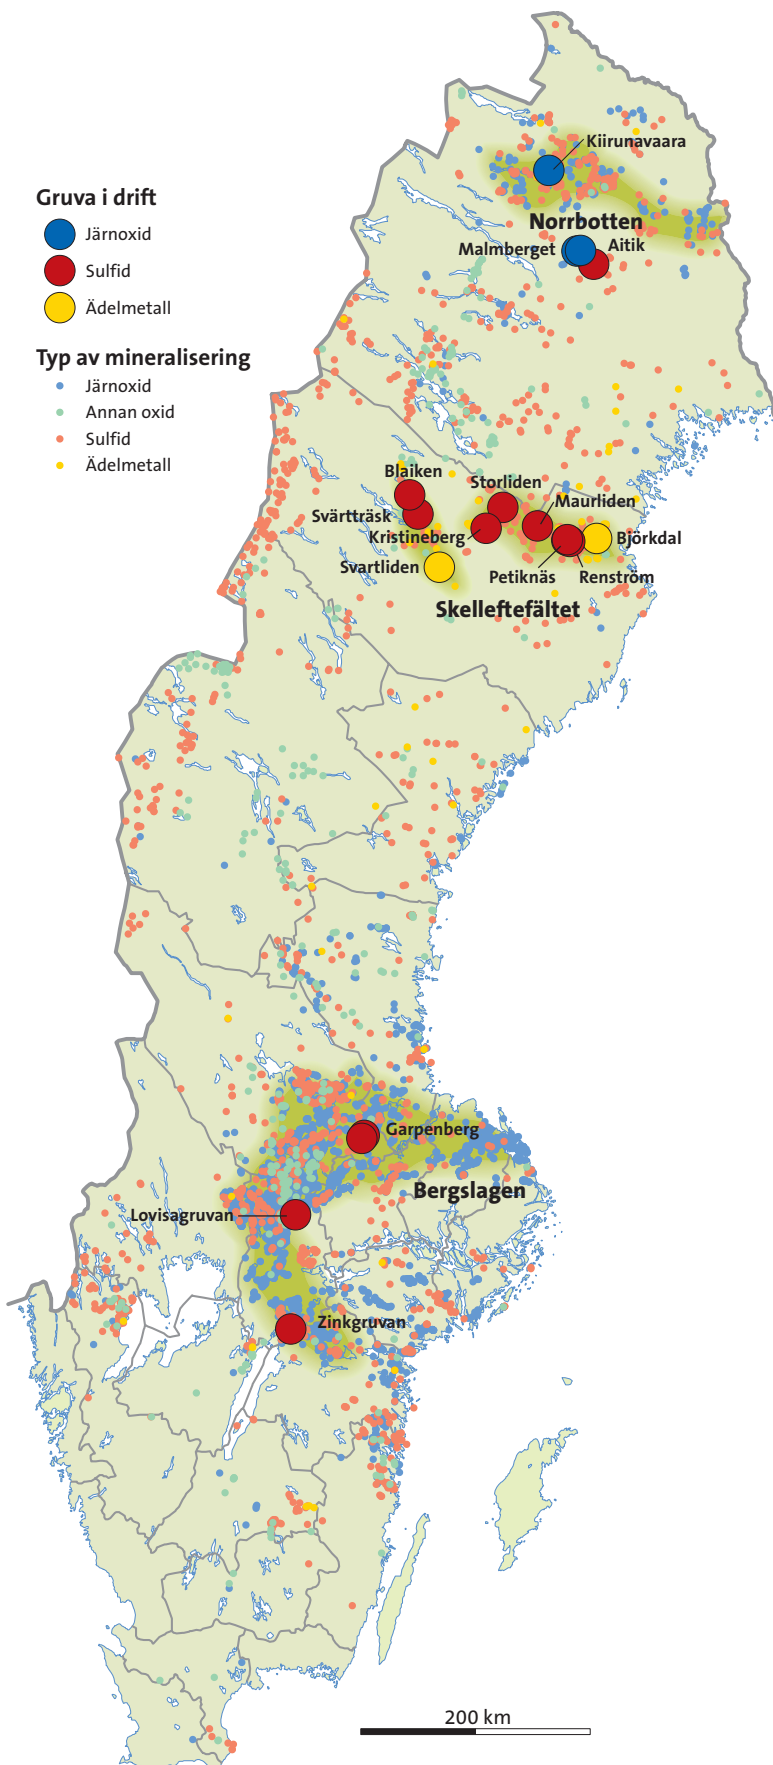 Gruva i drift
Järnoxid
Sulfid
Ädelmetall
Typ av mineralisering
Järnoxid
Annan oxid
Sulfid
Ädelmetall
Kiirunavaara
Norrbotten
Malmberget
Aitik
Blaiken
Storliden
Maurliden
Svärtträsk
Kristineberg
Björkdal
Svartliden
Petiknäs
Renström
Skelleftefältet
Garpenberg
Bergslagen
Lovisagruvan
Zinkgruvan
200 km